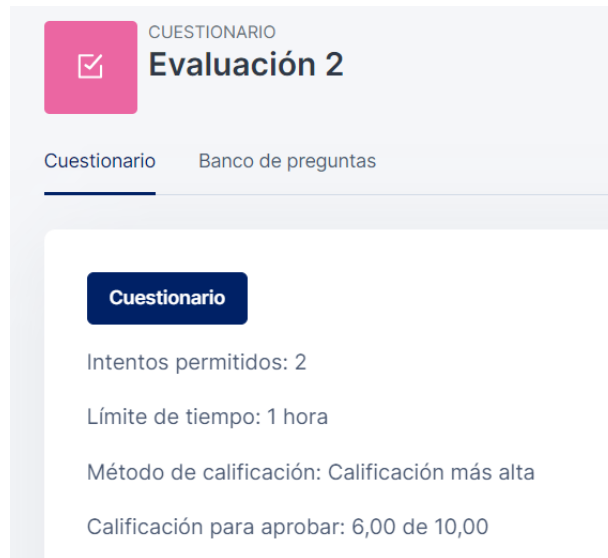 CUESTIONARIO
Evaluación 2
Cuestionario Banco de preguntas
Cuestionario
Intentos permitidos: 2
Límite de tiempo: 1 hora
Método de calificación: Calificación más alta
Calificación para aprobar: 6,00 de 10,00